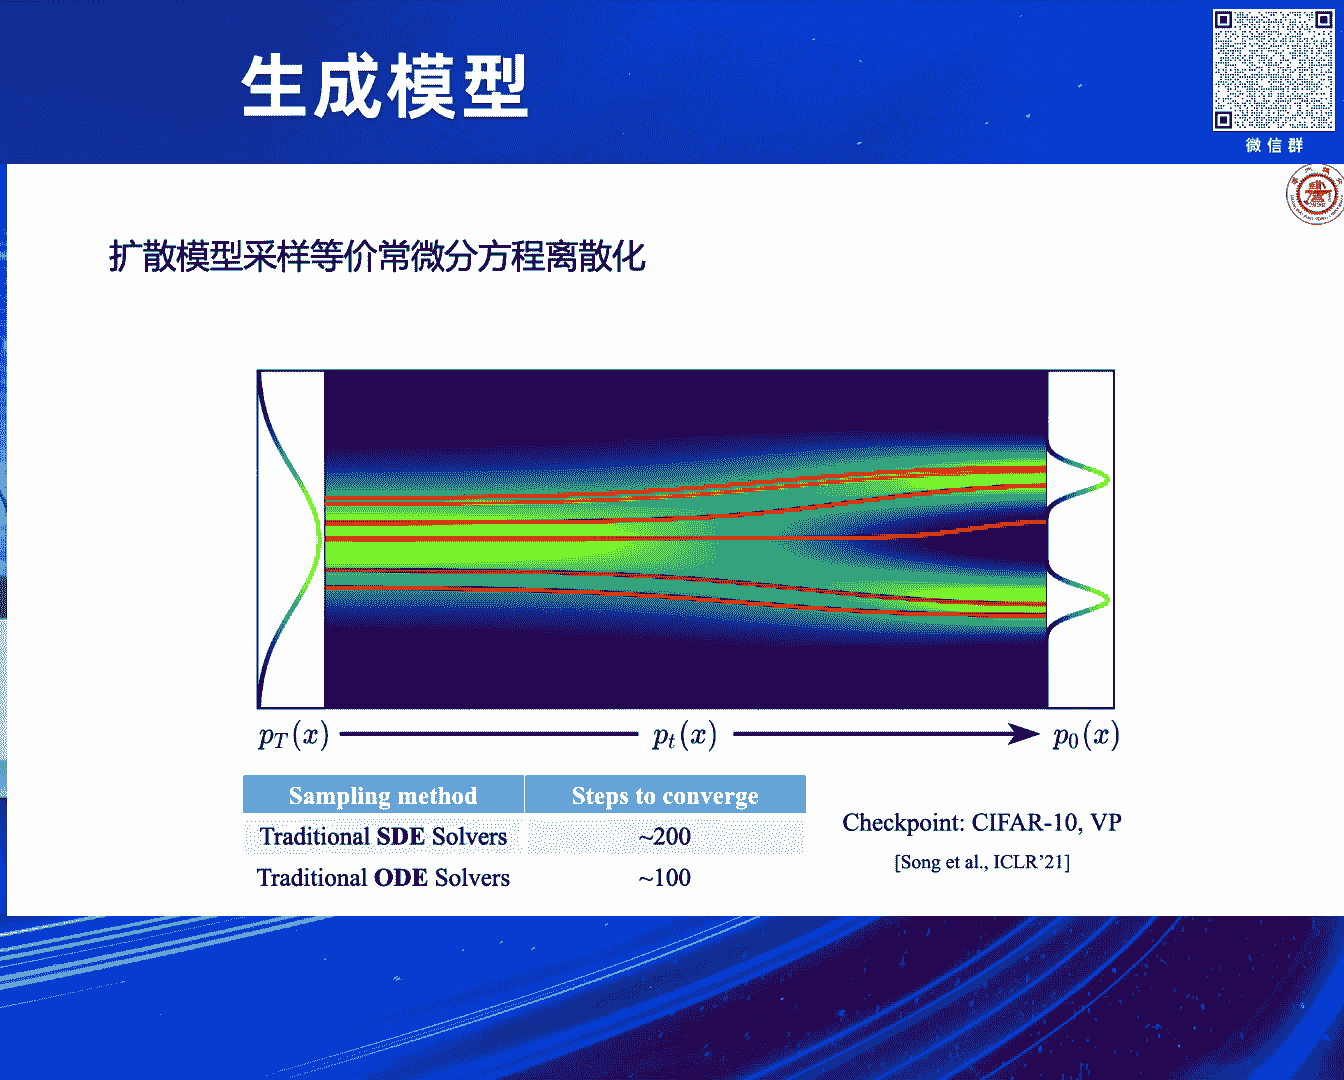 生成模型
微信群
扩散模型采样等价常微分方程离散化
p_T(x) p_t(x) p_0(x)
Sampling method Steps to converge
Traditional SDE Solvers ~200
Traditional ODE Solvers ~100
Checkpoint: CIFAR-10, VP
[Song et al., ICLR’21]